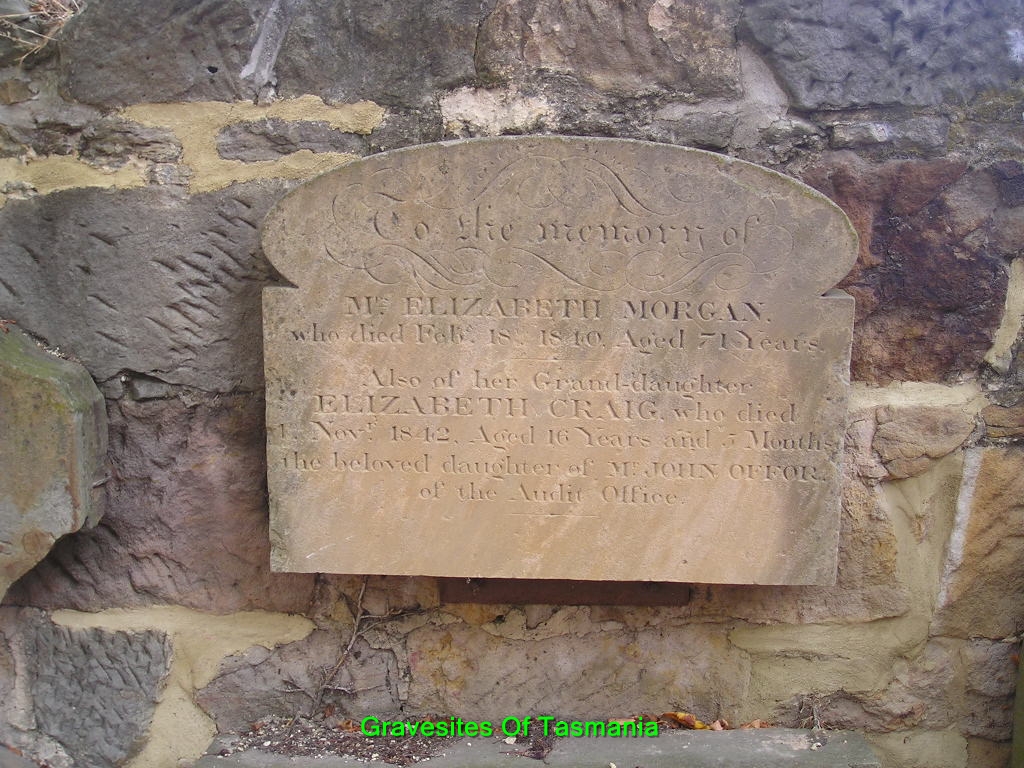 To the memory of
Mrs ELIZABETH MORGAN.
who died Feby. 18. 1840, Aged 71 Years.
Also of her Grand-daughter
ELIZABETH CRAIG, who died
Novr. 1842, Aged 16 Years and 5 Months
the beloved daughter of Mr JOHN OFFOR,
of the Audit Office.
Gravesites Of Tasmania